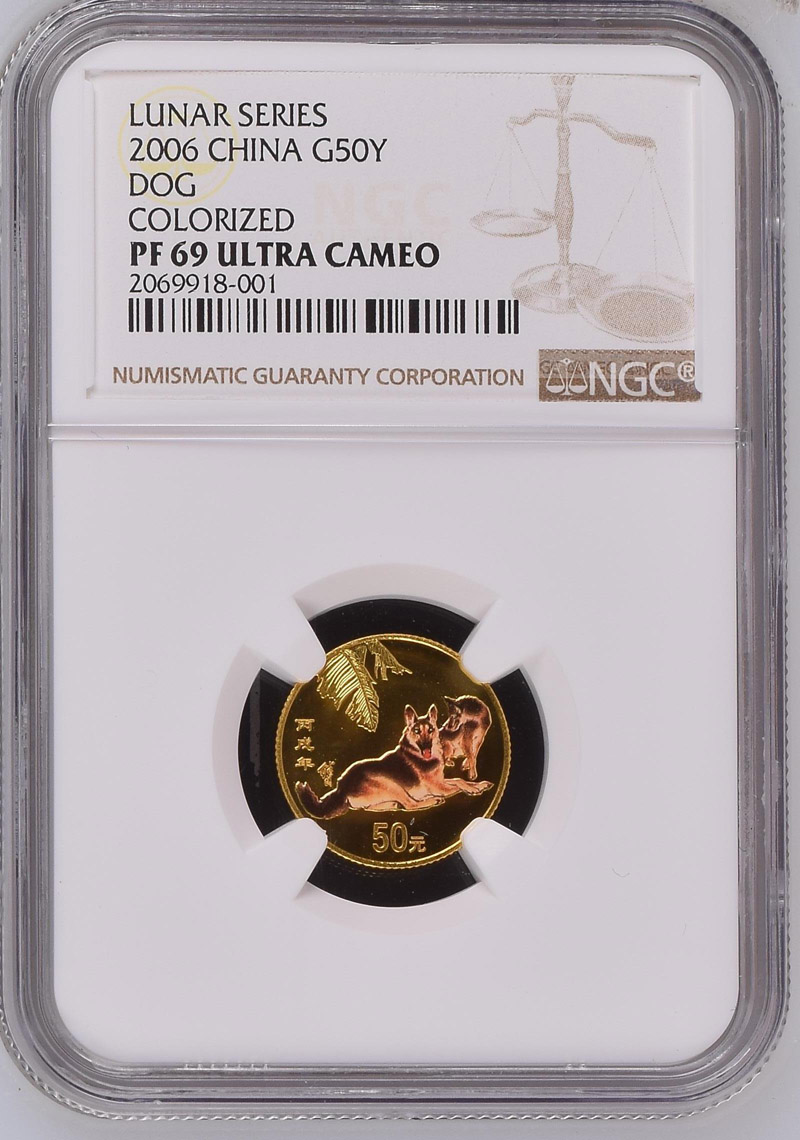 LUNAR SERIES
2006 CHINA G50Y
DOG
COLORIZED
PF 69 ULTRA CAMEO
2069918-001
NGC
NUMISMATIC GUARANTY CORPORATION
NGC®
丙戌年
50元